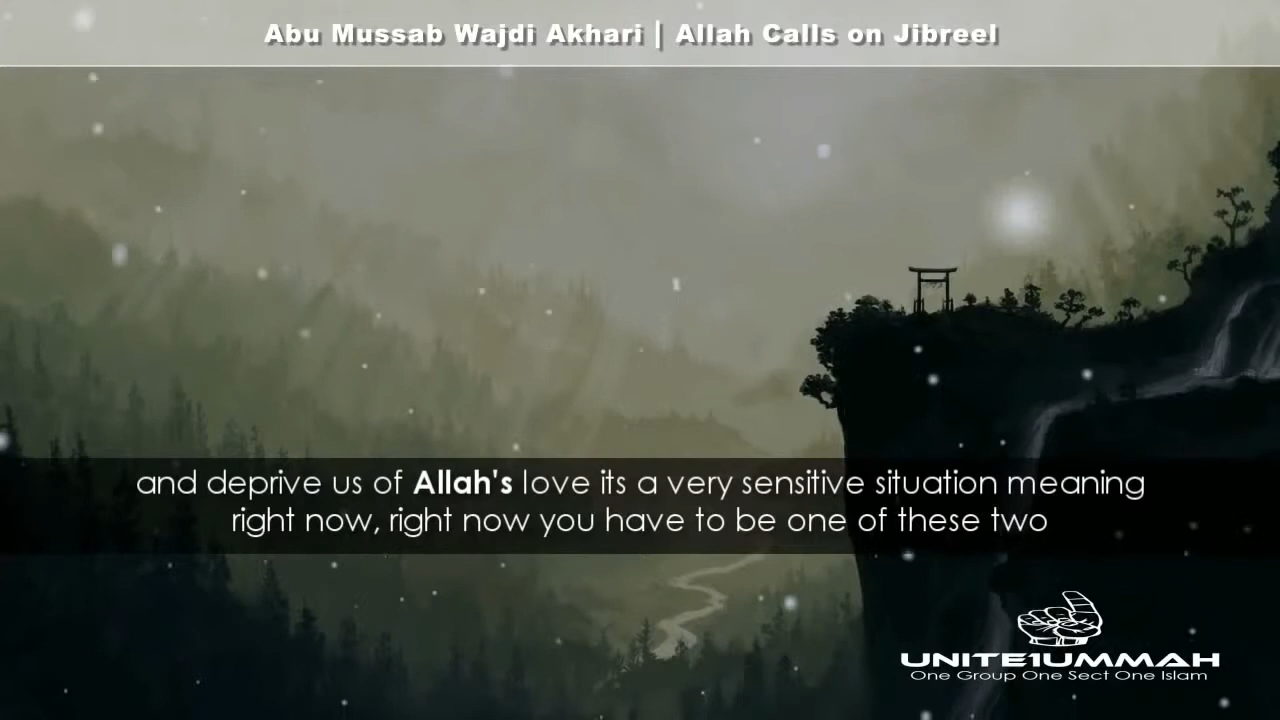 Abu Mussab Wajdi Akhari | Allah Calls on Jibreel
and deprive us of Allah's love its a very sensitive situation meaning
right now, right now you have to be one of these two
UNITE1UMMAH
One Group One Sect One Islam